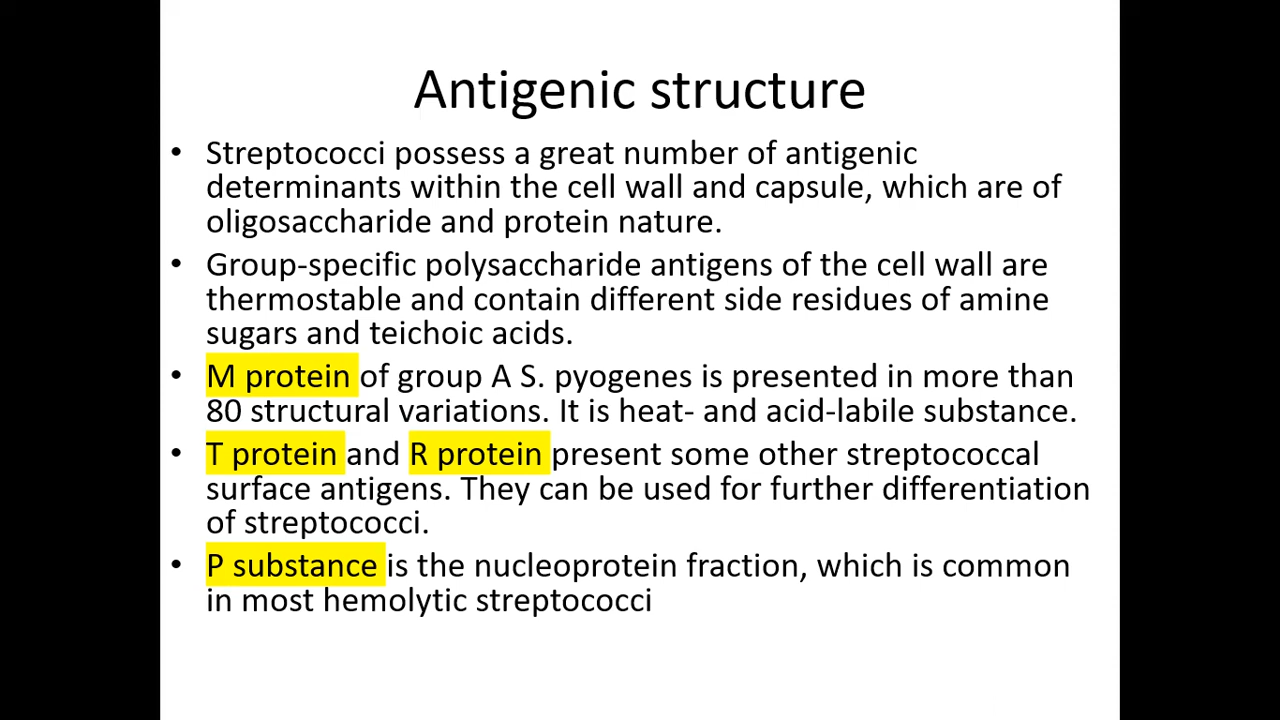 Antigenic structure
• Streptococci possess a great number of antigenic
determinants within the cell wall and capsule, which are of
oligosaccharide and protein nature.
• Group-specific polysaccharide antigens of the cell wall are
thermostable and contain different side residues of amine
sugars and teichoic acids.
• M protein of group A S. pyogenes is presented in more than
80 structural variations. It is heat- and acid-labile substance.
• T protein and R protein present some other streptococcal
surface antigens. They can be used for further differentiation
of streptococci.
• P substance is the nucleoprotein fraction, which is common
in most hemolytic streptococci